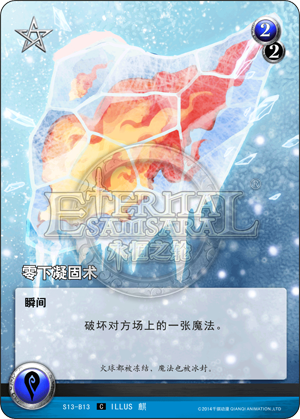 2
2
ETERNAL
SAMSARA
永恒之轮
零下凝固术
瞬间
破坏对方场上的一张魔法。
火球都被冻结，魔法也被冰封。
S13-B13 C ILLUS 麒
©2014千骐动漫 QIANQI ANIMATION.,LTD